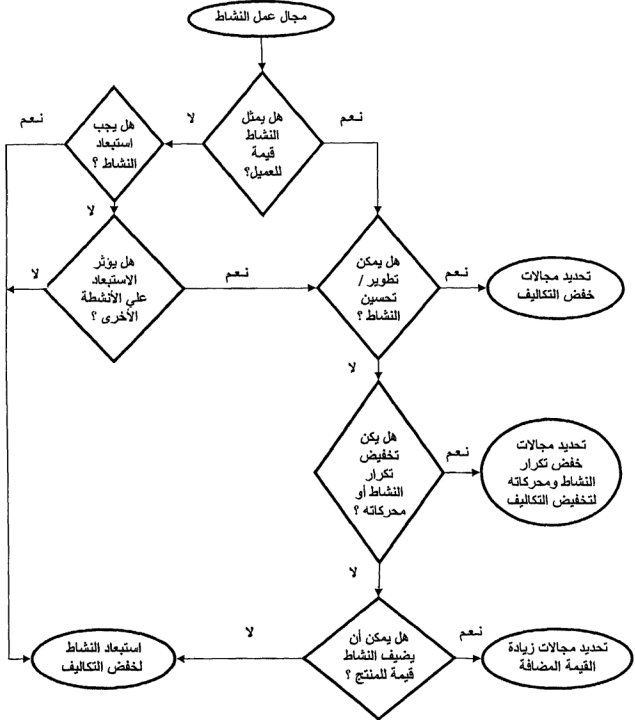 مجال عمل النشاط
هل يمثل
النشاط
قيمة
للعميل؟
نعم
لا
هل يجب
استبعاد
النشاط ؟
نعم
لا
هل يؤثر
الاستبعاد
علي الأنشطة
الأخرى ؟
لا
نعم
هل يمكن
تطوير /
تحسين
النشاط ؟
نعم
تحديد مجالات
خفض التكاليف
لا
هل يكن
تخفيض
تكرار
النشاط أو
محركاته ؟
نعم
تحديد مجالات
خفض تكرار
النشاط ومحركاته
لتخفيض التكاليف
لا
هل يمكن أن
يضيف النشاط
قيمة للمنتج ؟
نعم
تحديد مجالات زيادة
القيمة المضافة
لا
استبعاد النشاط
لخفض التكاليف